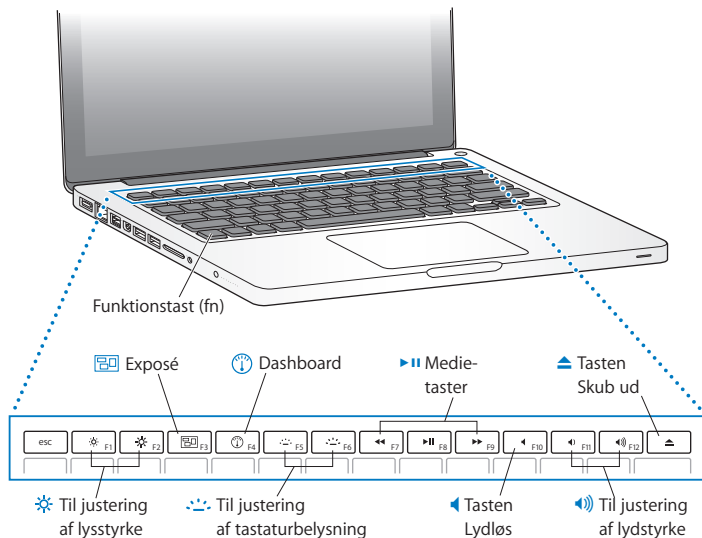 Funktionstast (fn)
Exposé
Dashboard
Medie-
taster
Tasten
Skub ud
esc F1 F2 F3 F4 F5 F6 F7 F8 F9 F10 F11 F12
Til justering
af lysstyrke
Til justering
af tastaturbelysning
Tasten
Lydløs
Til justering
af lydstyrke